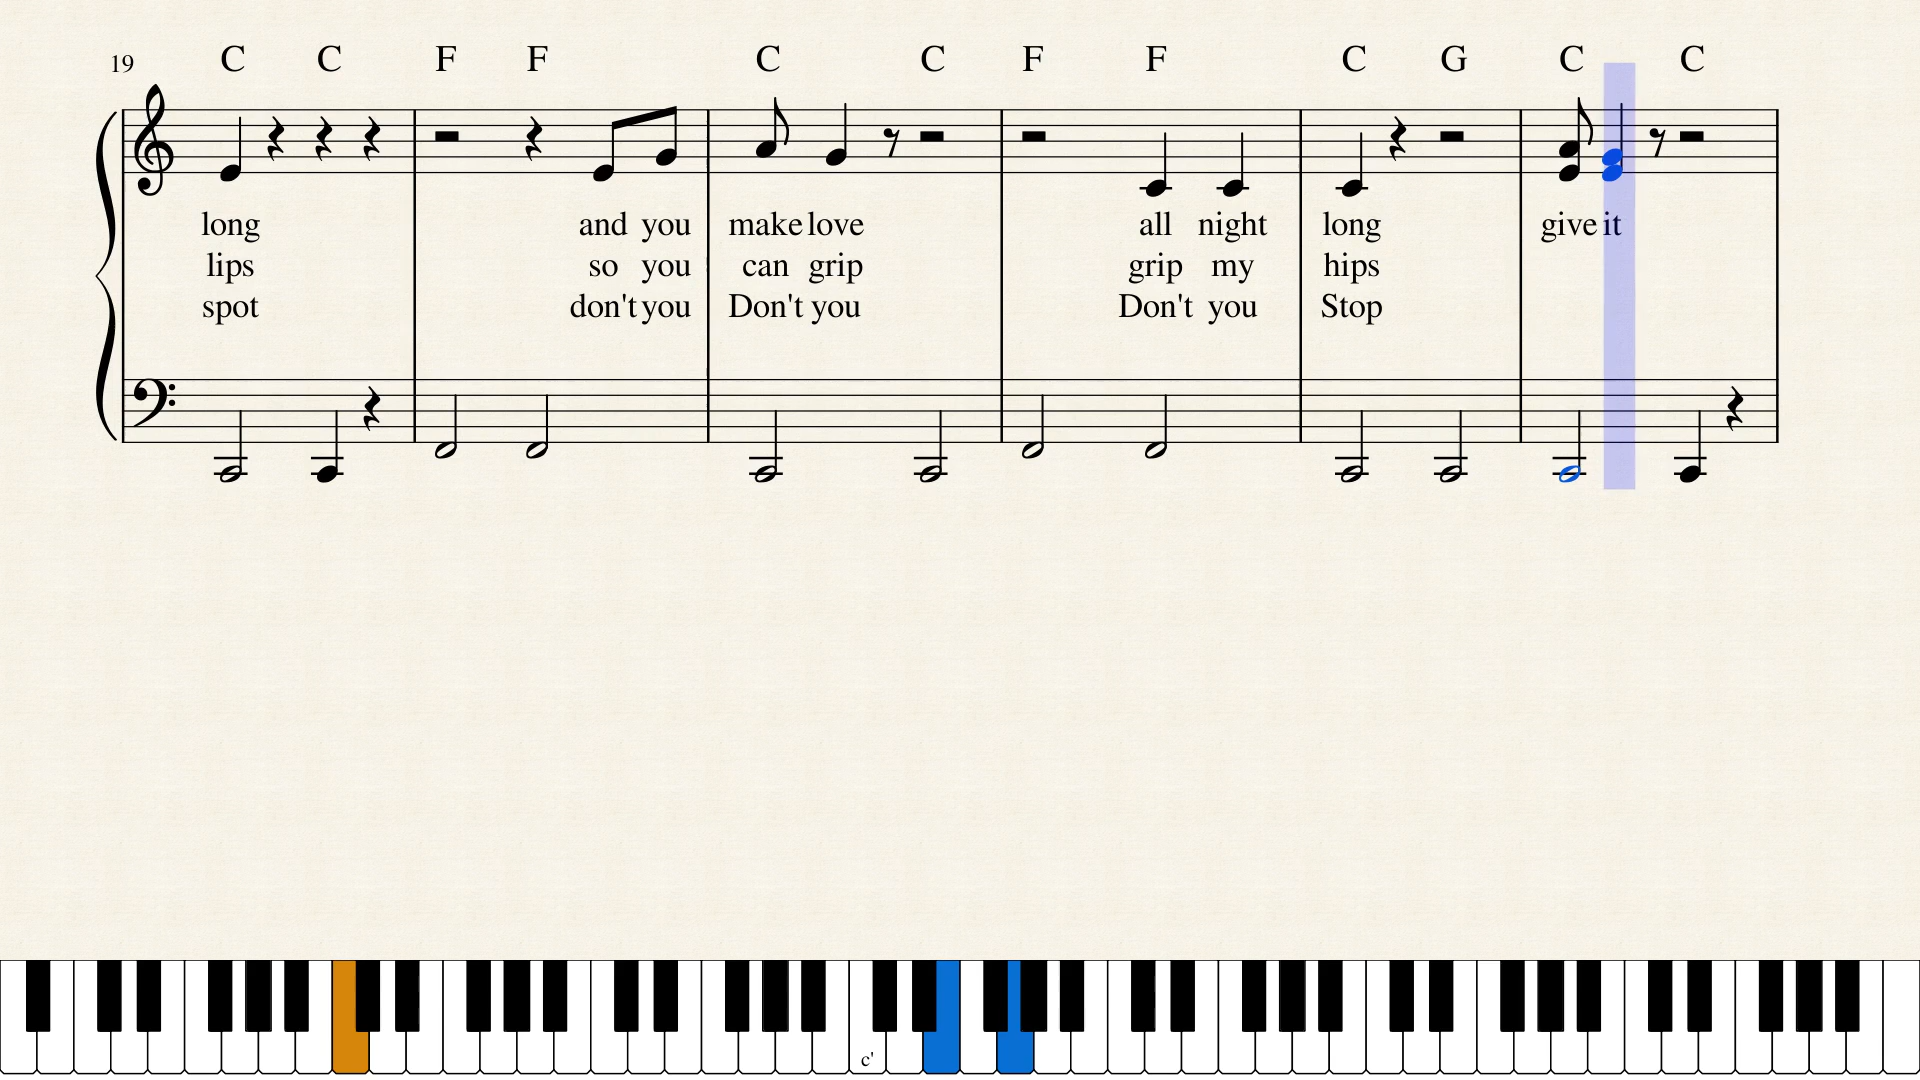 19 C C F F C C F F C G C C
long and you make love all night long give it
lips so you can grip grip my hips
spot don't you Don't you Don't you Stop
c'